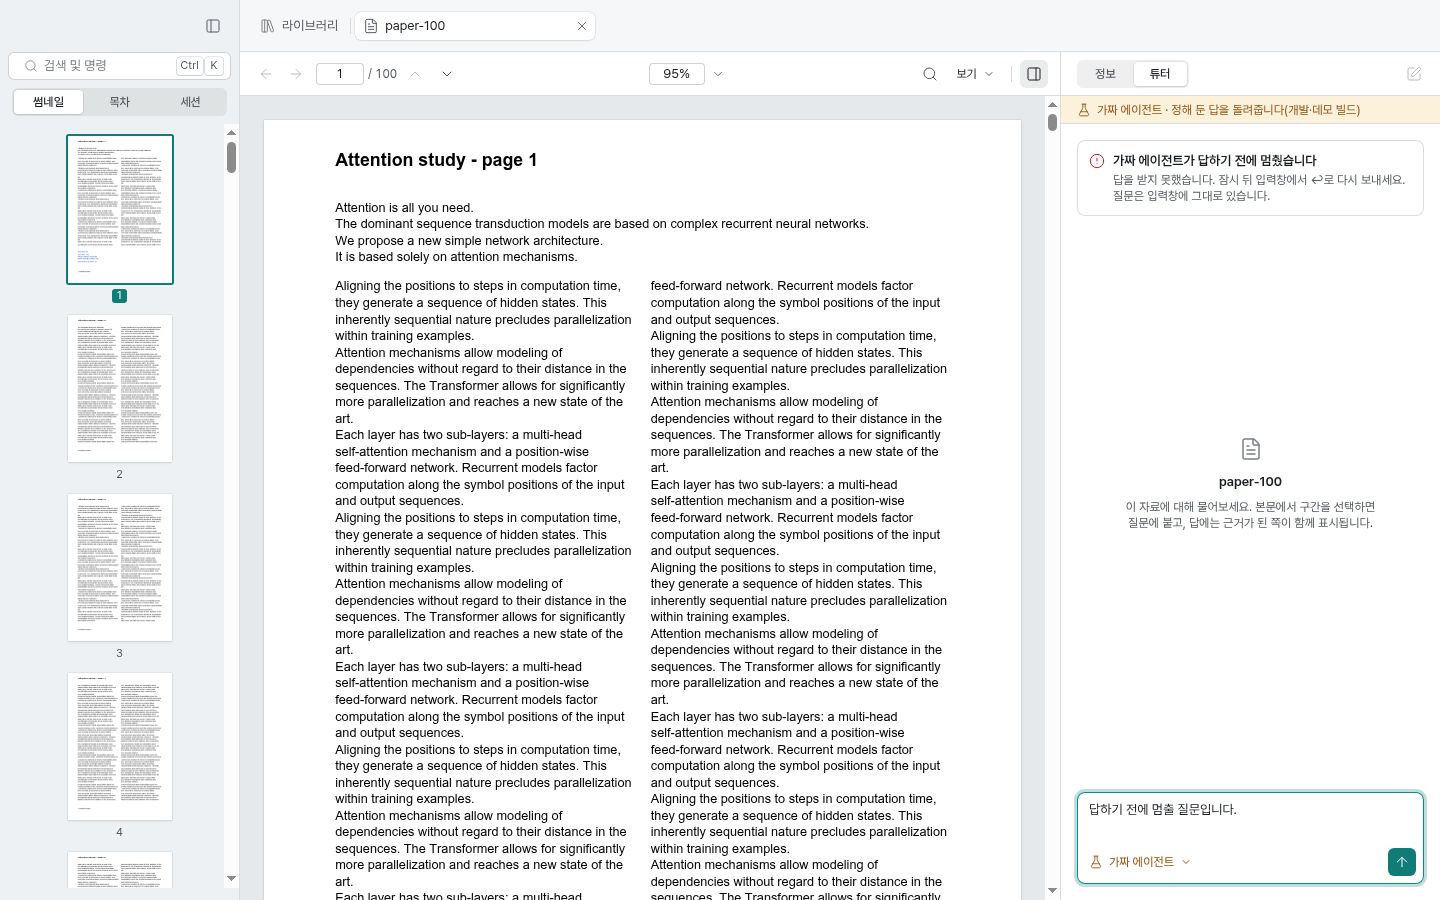 라이브러리
paper-100
검색 및 명령
Ctrl
K
1
/ 100
95%
보기
정보
튜터
썸네일
목차
세션
1
2
3
4
Attention study - page 1
Attention is all you need.
The dominant sequence transduction models are based on complex recurrent neural networks.
We propose a new simple network architecture.
It is based solely on attention mechanisms.
Aligning the positions to steps in computation time,
they generate a sequence of hidden states. This
inherently sequential nature precludes parallelization
within training examples.
Attention mechanisms allow modeling of
dependencies without regard to their distance in the
sequences. The Transformer allows for significantly
more parallelization and reaches a new state of the
art.
Each layer has two sub-layers: a multi-head
self-attention mechanism and a position-wise
feed-forward network. Recurrent models factor
computation along the symbol positions of the input
and output sequences.
Aligning the positions to steps in computation time,
they generate a sequence of hidden states. This
inherently sequential nature precludes parallelization
within training examples.
Attention mechanisms allow modeling of
dependencies without regard to their distance in the
sequences. The Transformer allows for significantly
more parallelization and reaches a new state of the
art.
Each layer has two sub-layers: a multi-head
self-attention mechanism and a position-wise
feed-forward network. Recurrent models factor
computation along the symbol positions of the input
and output sequences.
Aligning the positions to steps in computation time,
they generate a sequence of hidden states. This
inherently sequential nature precludes parallelization
within training examples.
Attention mechanisms allow modeling of
dependencies without regard to their distance in the
sequences. The Transformer allows for significantly
more parallelization and reaches a new state of the
art.
Each layer has two sub-layers: a multi-head
feed-forward network. Recurrent models factor
computation along the symbol positions of the input
and output sequences.
Aligning the positions to steps in computation time,
they generate a sequence of hidden states. This
inherently sequential nature precludes parallelization
within training examples.
Attention mechanisms allow modeling of
dependencies without regard to their distance in the
sequences. The Transformer allows for significantly
more parallelization and reaches a new state of the
art.
Each layer has two sub-layers: a multi-head
self-attention mechanism and a position-wise
feed-forward network. Recurrent models factor
computation along the symbol positions of the input
and output sequences.
Aligning the positions to steps in computation time,
they generate a sequence of hidden states. This
inherently sequential nature precludes parallelization
within training examples.
Attention mechanisms allow modeling of
dependencies without regard to their distance in the
sequences. The Transformer allows for significantly
more parallelization and reaches a new state of the
art.
Each layer has two sub-layers: a multi-head
self-attention mechanism and a position-wise
feed-forward network. Recurrent models factor
computation along the symbol positions of the input
and output sequences.
Aligning the positions to steps in computation time,
they generate a sequence of hidden states. This
inherently sequential nature precludes parallelization
within training examples.
Attention mechanisms allow modeling of
dependencies without regard to their distance in the
가짜 에이전트 · 정해 둔 답을 돌려줍니다(개발·데모 빌드)
가짜 에이전트가 답하기 전에 멈췄습니다
답을 받지 못했습니다. 잠시 뒤 입력창에서 ↩로 다시 보내세요.
질문은 입력창에 그대로 있습니다.
paper-100
이 자료에 대해 물어보세요. 본문에서 구간을 선택하면
질문에 붙고, 답에는 근거가 된 쪽이 함께 표시됩니다.
답하기 전에 멈출 질문입니다.
가짜 에이전트